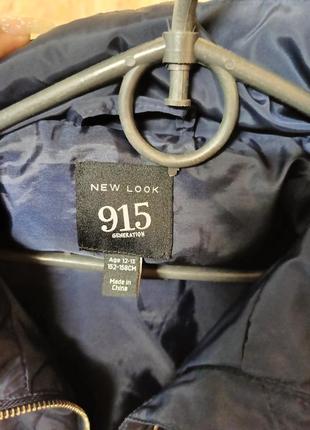 NEW LOOK
915
GENERATION
Age 12-13
152-158CM
Made in
China